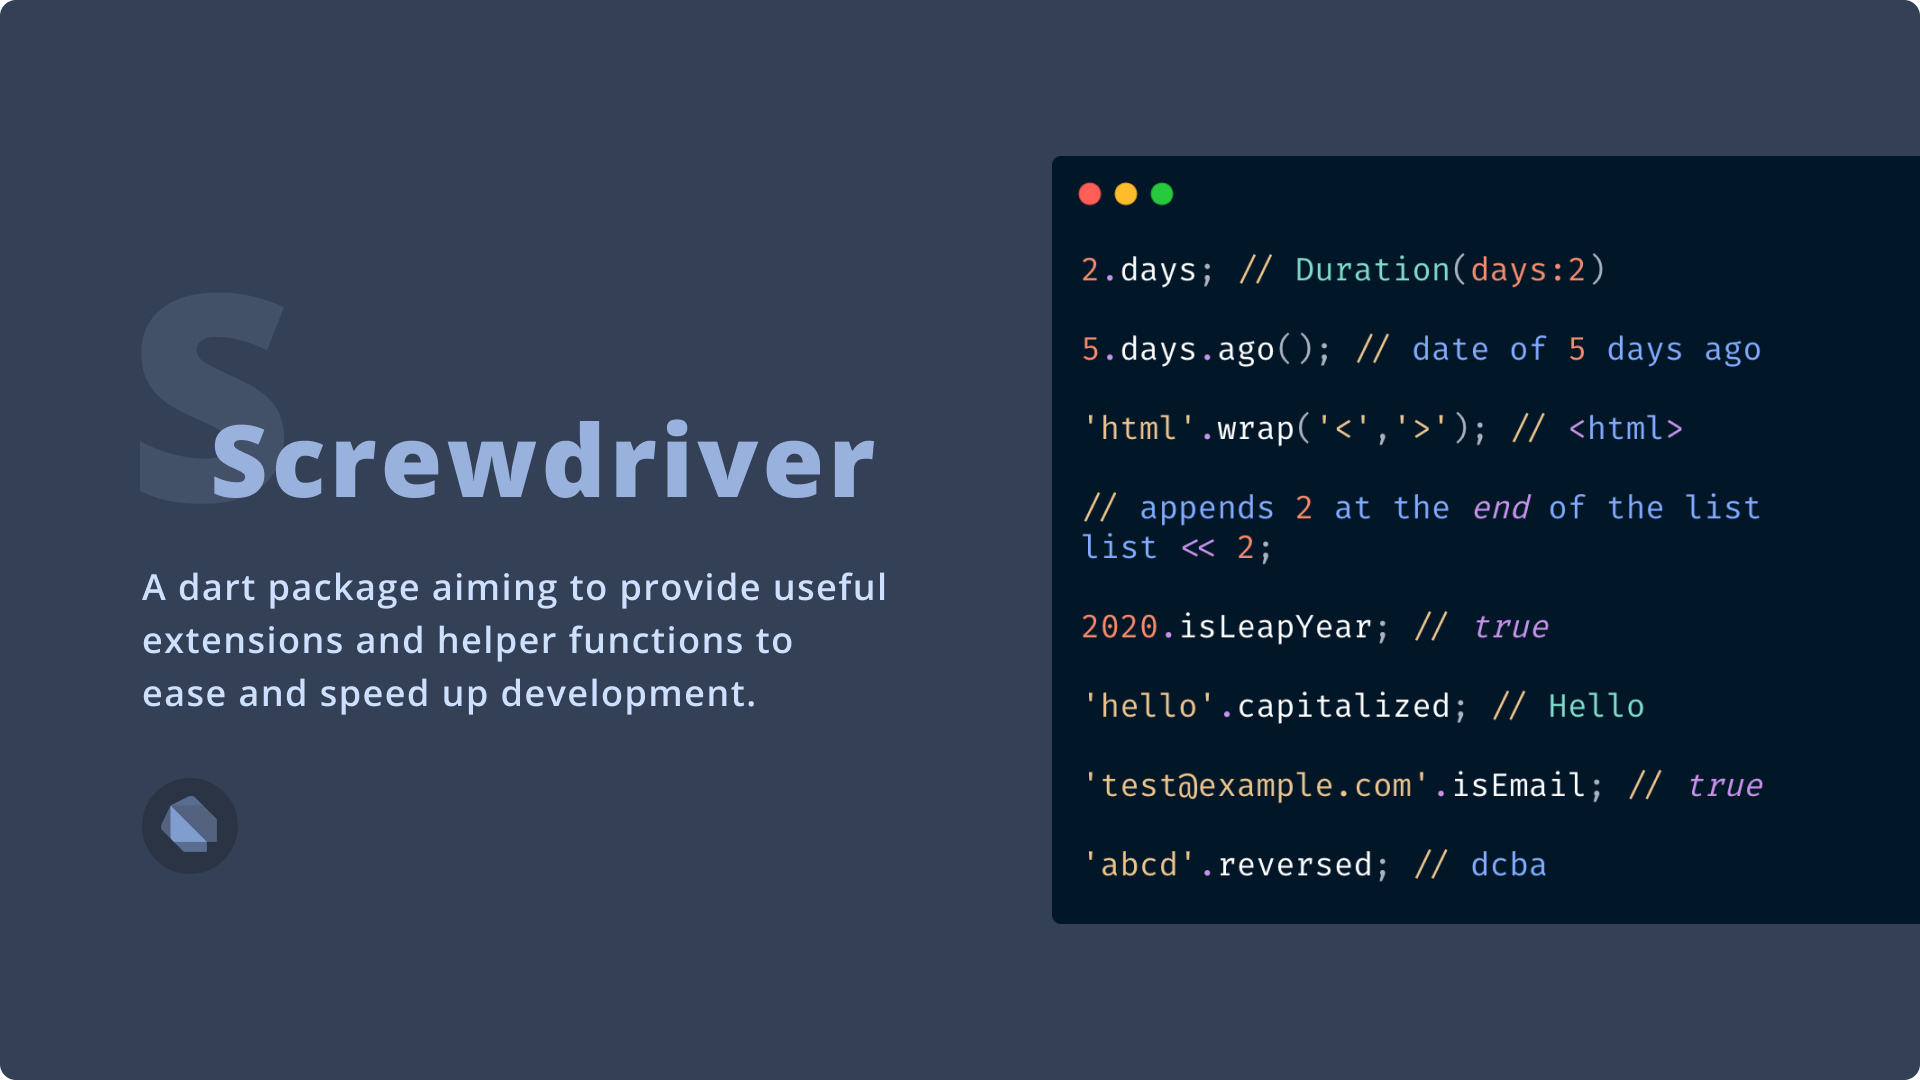 S
Screwdriver
A dart package aiming to provide useful
extensions and helper functions to
ease and speed up development.
2.days; // Duration(days:2)
5.days.ago(); // date of 5 days ago
'html'.wrap('<','>'); // <html>
// appends 2 at the end of the list
list << 2;
2020.isLeapYear; // true
'hello'.capitalized; // Hello
'test@example.com'.isEmail; // true
'abcd'.reversed; // dcba